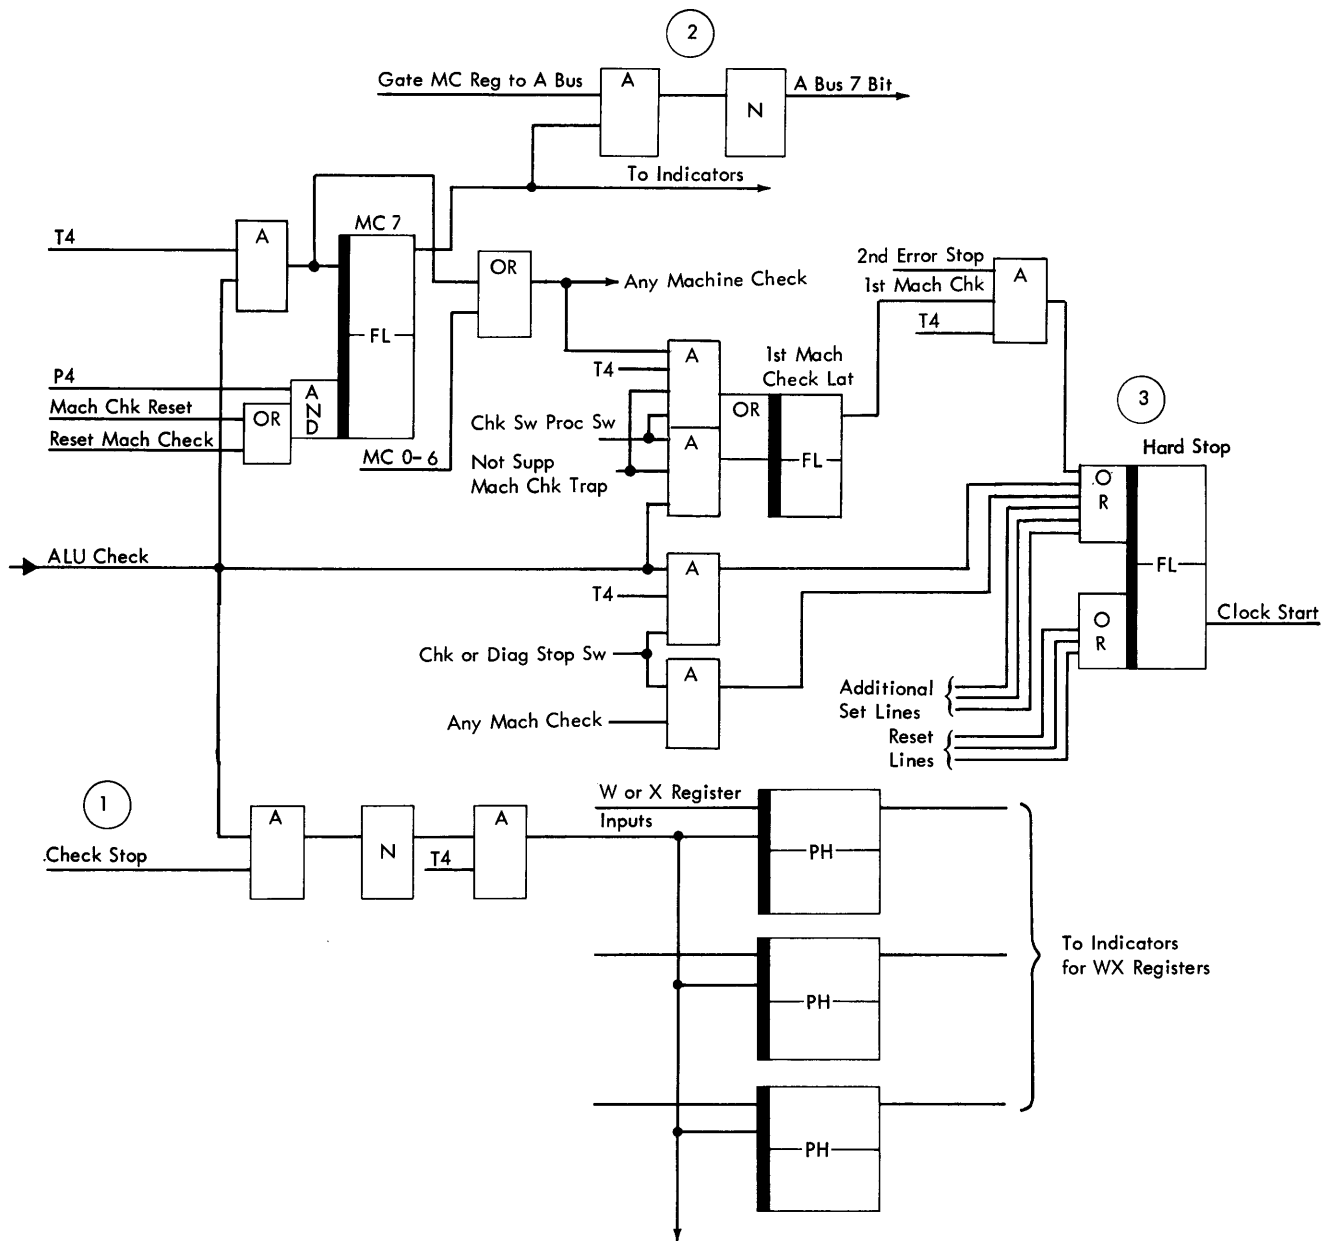 2
Gate MC Reg to A Bus
A
N
A Bus 7 Bit
To Indicators
T4
A
MC 7
FL
OR
Any Machine Check
2nd Error Stop
1st Mach Chk
T4
A
P4
Mach Chk Reset
Reset Mach Check
OR
AND
MC 0-6
T4
A
Chk Sw Proc Sw
Not Supp
Mach Chk Trap
A
OR
1st Mach
Check Lat
FL
3
Hard Stop
OR
FL
OR
Clock Start
ALU Check
A
T4
Chk or Diag Stop Sw
A
Any Mach Check
Additional
Set Lines
Reset
Lines
1
Check Stop
A
N
T4
A
W or X Register
Inputs
PH
PH
PH
To Indicators
for WX Registers